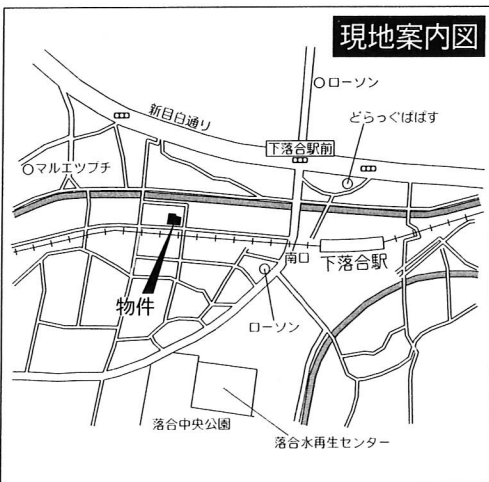 現地案内図
ローソン
新目白通り
どらっぐぱぱす
下落合駅前
マルエツプチ
南口
下落合駅
物件
ローソン
落合中央公園
落合水再生センター